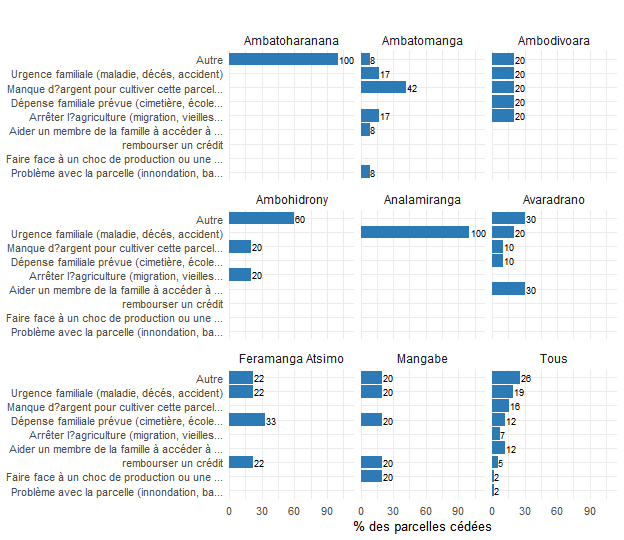 Ambatoharanana Ambatomanga Ambodivoara
Autre 100 8 20
Urgence familiale (maladie, décés, accident) 17 20
Manque d?argent pour cultiver cette parcel... 42 20
Dépense familiale prévue (cimetière, école... 20
Arrêter l?agriculture (migration, vieilles... 17 20
Aider un membre de la famille à accéder à ... 8
rembourser un crédit
Faire face à un choc de production ou une ...
Problème avec la parcelle (innondation, ba... 8
Ambohidrony Analamiranga Avaradrano
Autre 60 30
Urgence familiale (maladie, décés, accident) 100 20
Manque d?argent pour cultiver cette parcel... 20 10
Dépense familiale prévue (cimetière, école... 10
Arrêter l?agriculture (migration, vieilles... 20
Aider un membre de la famille à accéder à ... 30
rembourser un crédit
Faire face à un choc de production ou une ...
Problème avec la parcelle (innondation, ba...
Feramanga Atsimo Mangabe Tous
Autre 22 20 26
Urgence familiale (maladie, décés, accident) 22 20 19
Manque d?argent pour cultiver cette parcel... 16
Dépense familiale prévue (cimetière, école... 33 20 12
Arrêter l?agriculture (migration, vieilles... 7
Aider un membre de la famille à accéder à ... 12
rembourser un crédit 22 20 5
Faire face à un choc de production ou une ... 20 2
Problème avec la parcelle (innondation, ba... 2
0 30 60 90 0 30 60 90 0 30 60 90
% des parcelles cédées